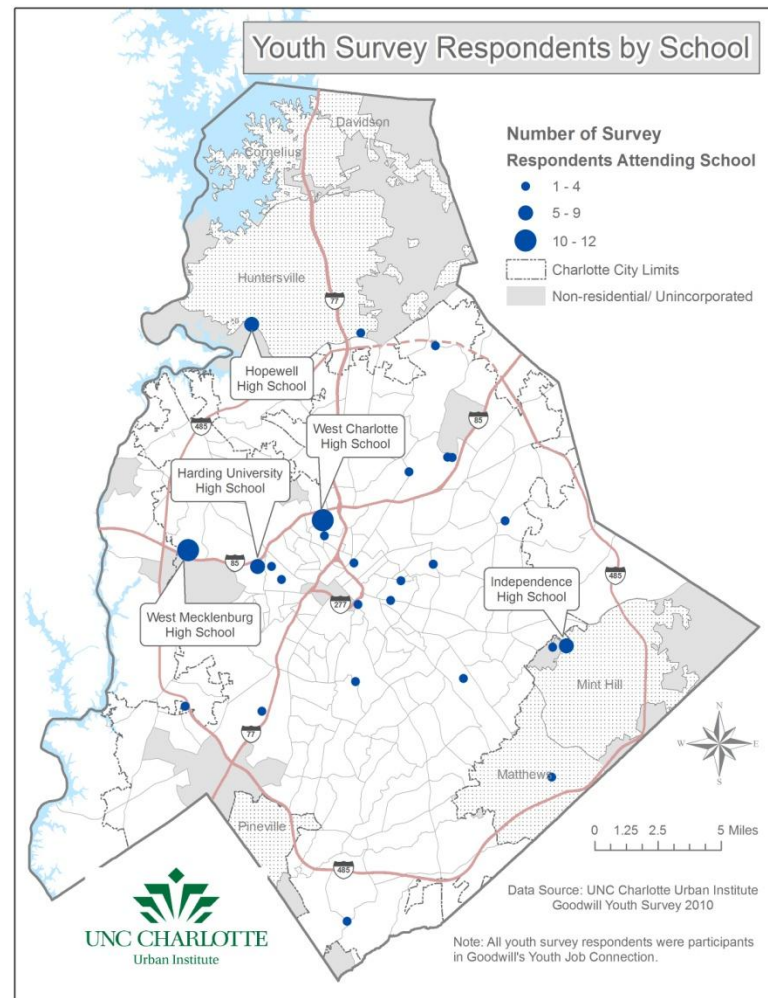 Youth Survey Respondents by School
Davidson
Cornelius
Number of Survey
Respondents Attending School
1 - 4
5 - 9
10 - 12
Charlotte City Limits
Non-residential/ Unincorporated
Huntersville
77
Hopewell
High School
485
West Charlotte
High School
85
Harding University
High School
85
Independence
High School
485
277
West Mecklenburg
High School
Mint Hill
77
N
W
E
S
Matthews
Pineville
0 1.25 2.5 5 Miles
485
Data Source: UNC Charlotte Urban Institute
Goodwill Youth Survey 2010
UNC CHARLOTTE
Urban Institute
Note: All youth survey respondents were participants
in Goodwill's Youth Job Connection.